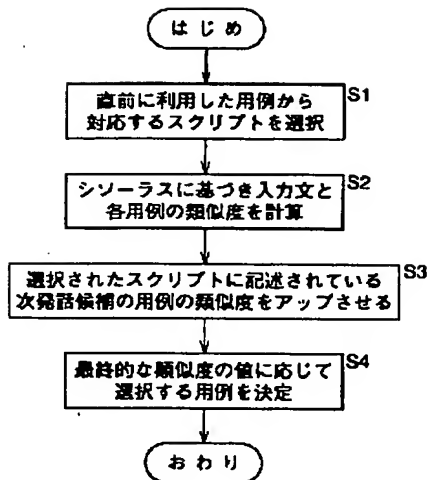 はじめ
S1
直前に利用した用例から
対応するスクリプトを選択
S2
シソーラスに基づき入力文と
各用例の類似度を計算
S3
選択されたスクリプトに記述されている
次発話候補の用例の類似度をアップさせる
S4
最終的な類似度の値に応じて
選択する用例を決定
おわり